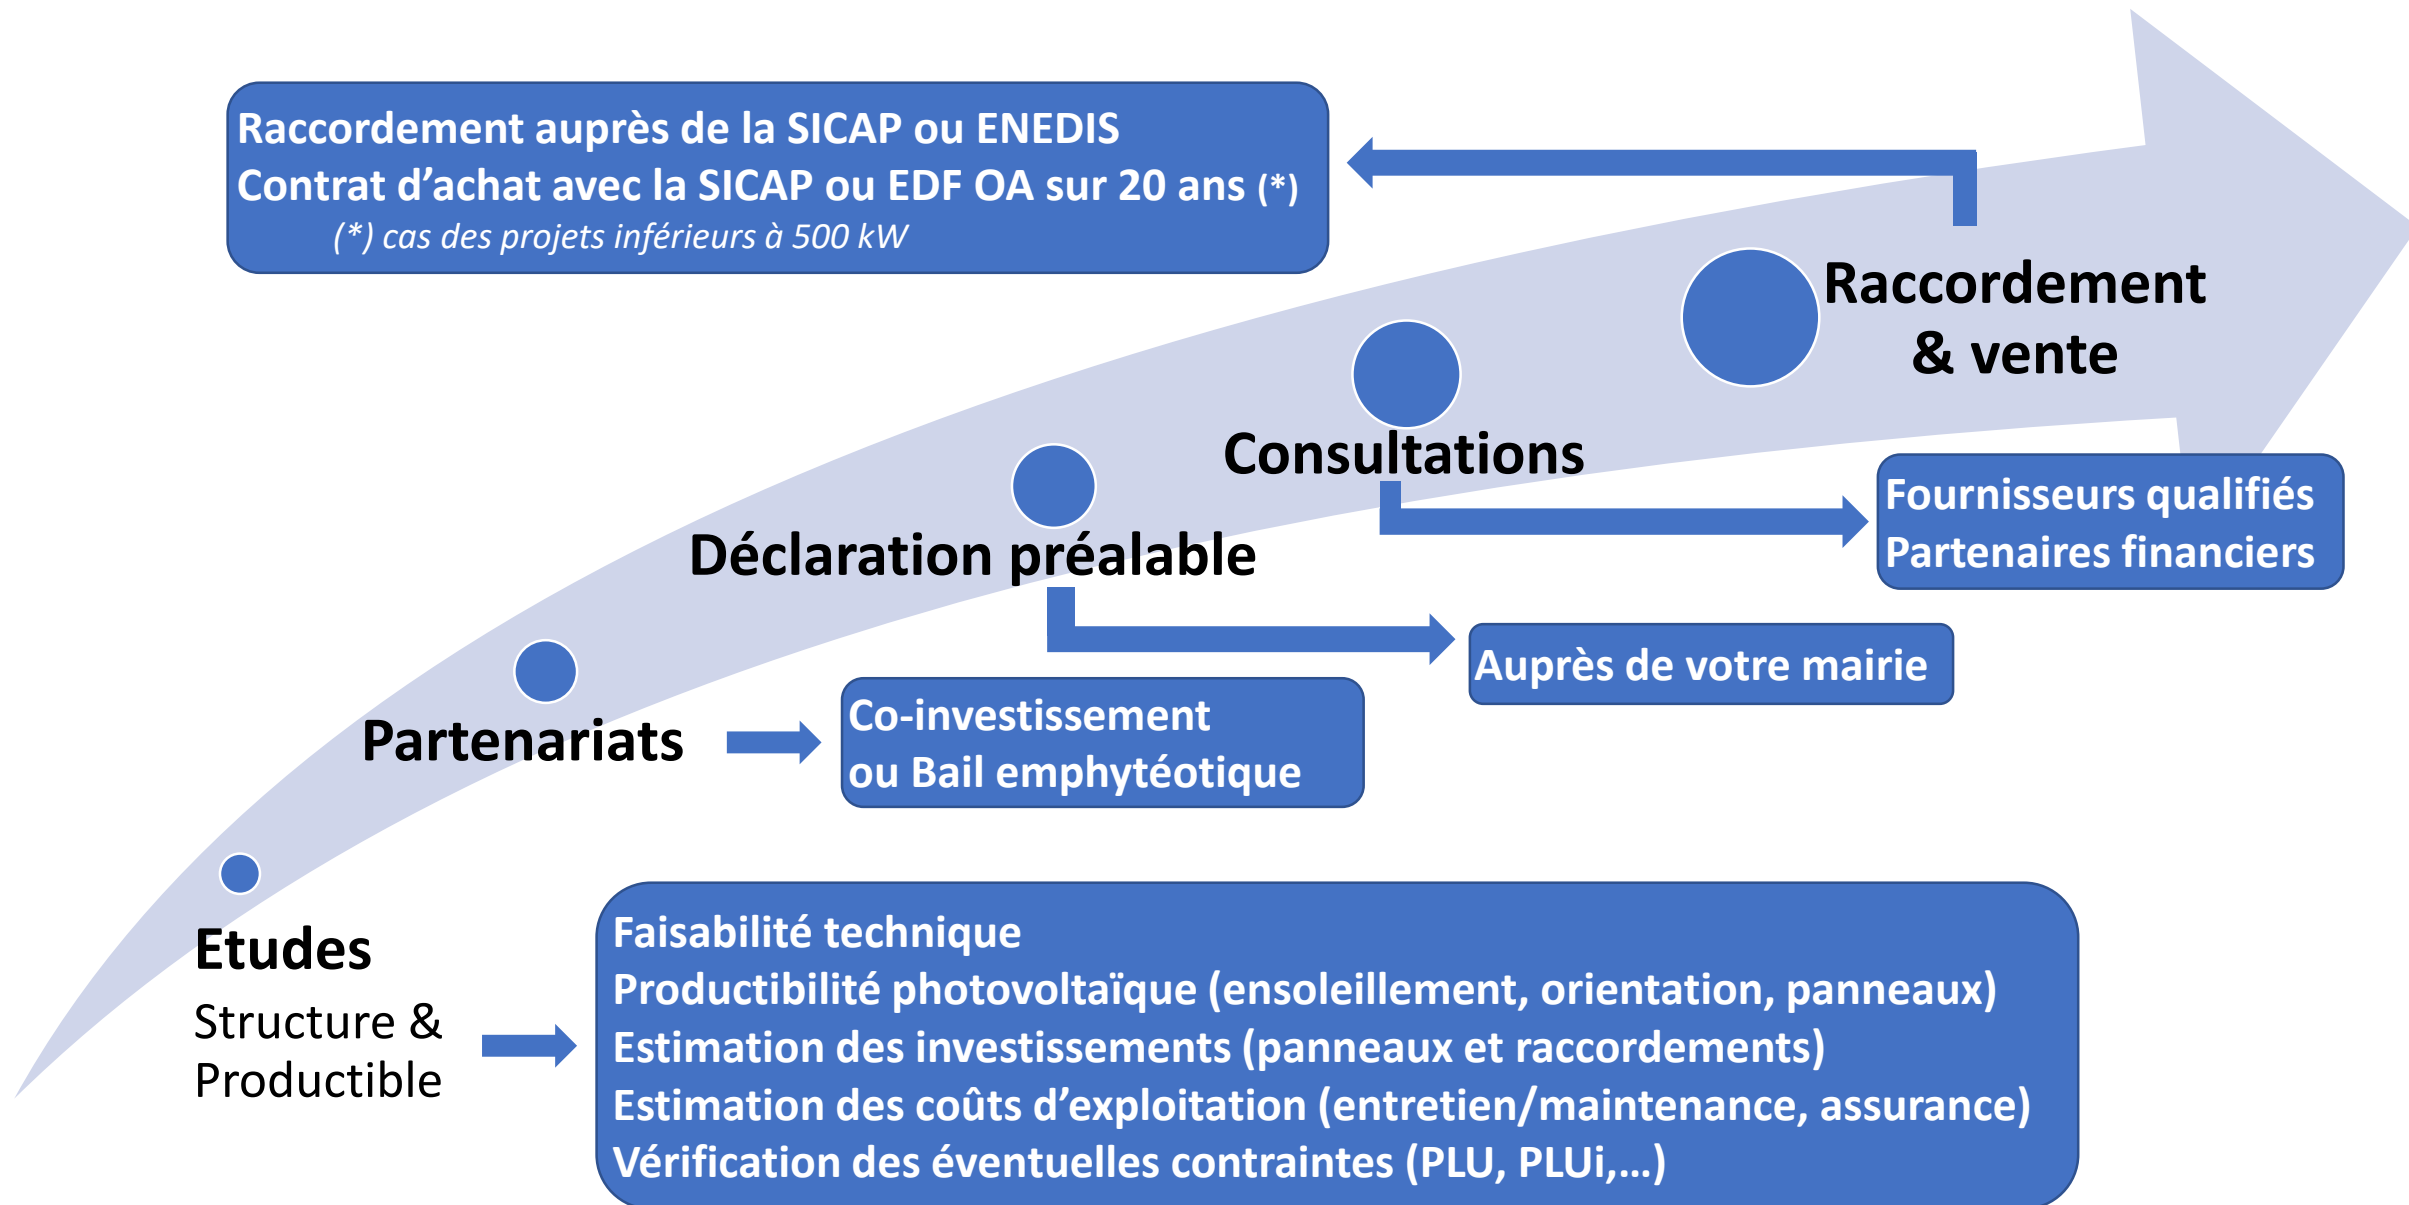 Raccordement auprès de la SICAP ou ENEDIS
Contrat d’achat avec la SICAP ou EDF OA sur 20 ans (*)
(*) cas des projets inférieurs à 500 kW
Raccordement
& vente
Consultations
Fournisseurs qualifiés
Partenaires financiers
Déclaration préalable
Auprès de votre mairie
Partenariats
Co-investissement
ou Bail emphytéotique
Etudes
Structure &
Productible
Faisabilité technique
Productibilité photovoltaïque (ensoleillement, orientation, panneaux)
Estimation des investissements (panneaux et raccordements)
Estimation des coûts d’exploitation (entretien/maintenance, assurance)
Vérification des éventuelles contraintes (PLU, PLUi,…)